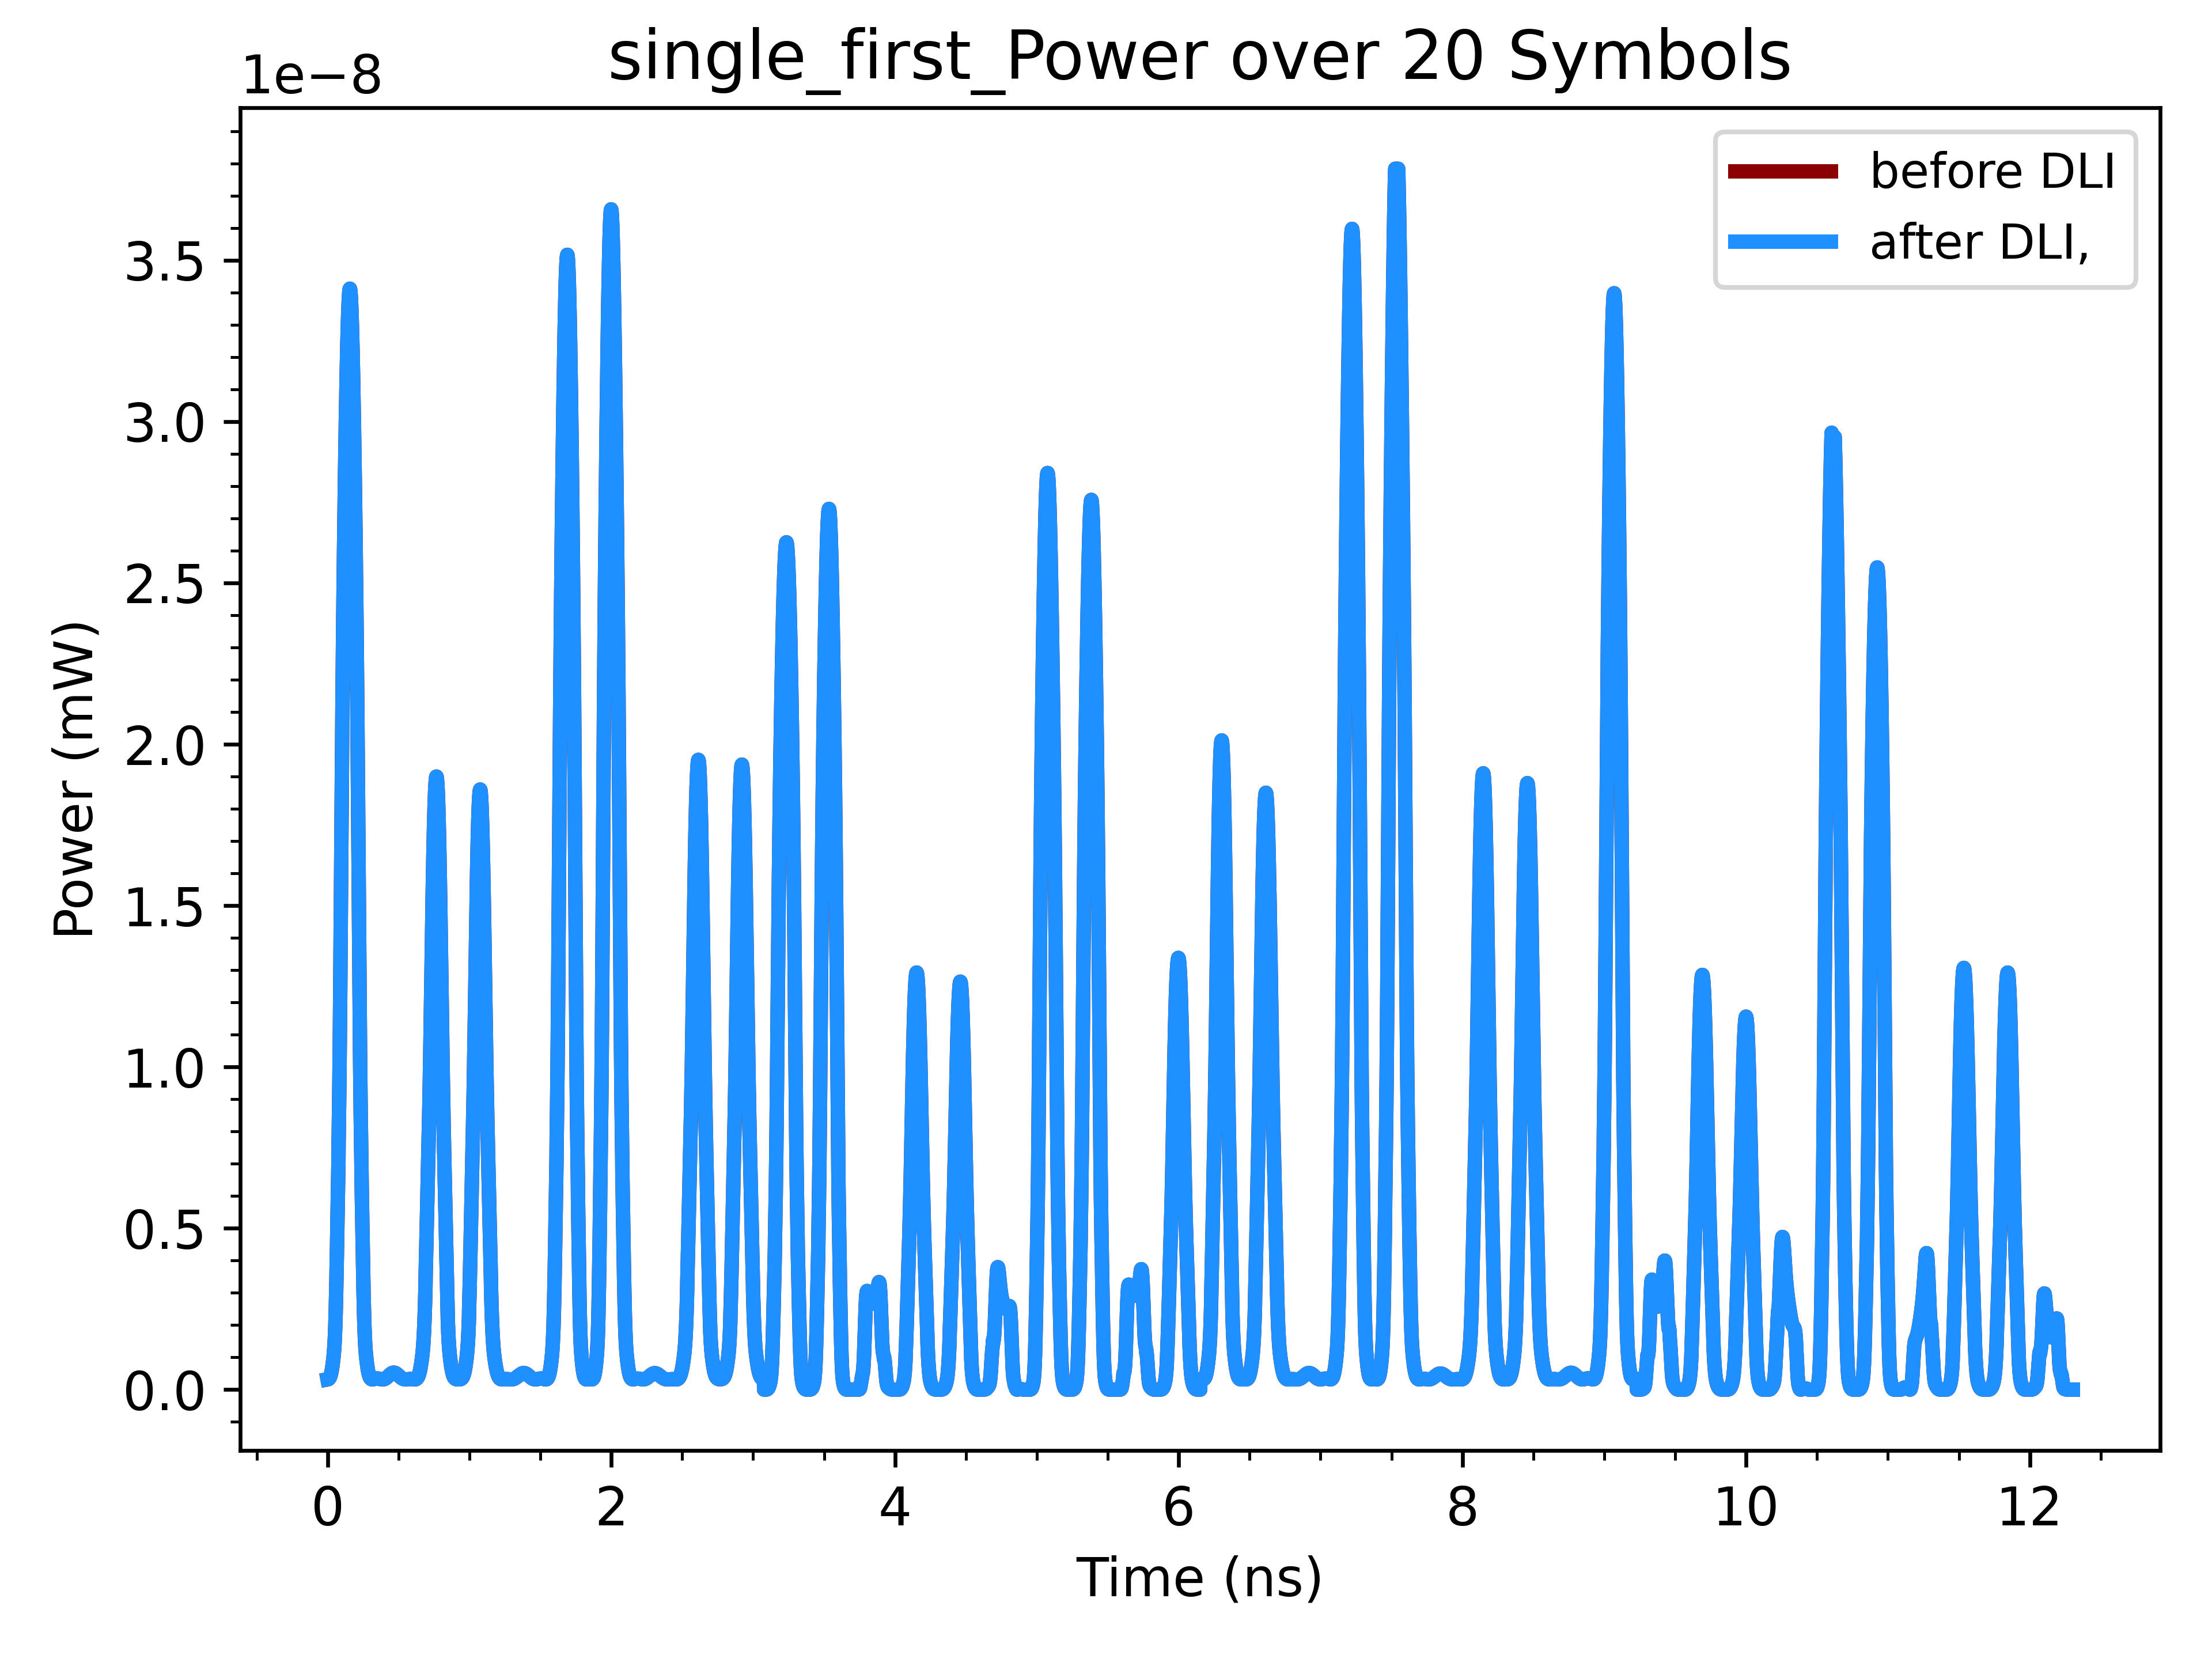 single_first_Power over 20 Symbols
1e−8
before DLI
after DLI,
3.5
3.0
2.5
2.0
1.5
1.0
0.5
0.0
Power (mW)
0 2 4 6 8 10 12
Time (ns)